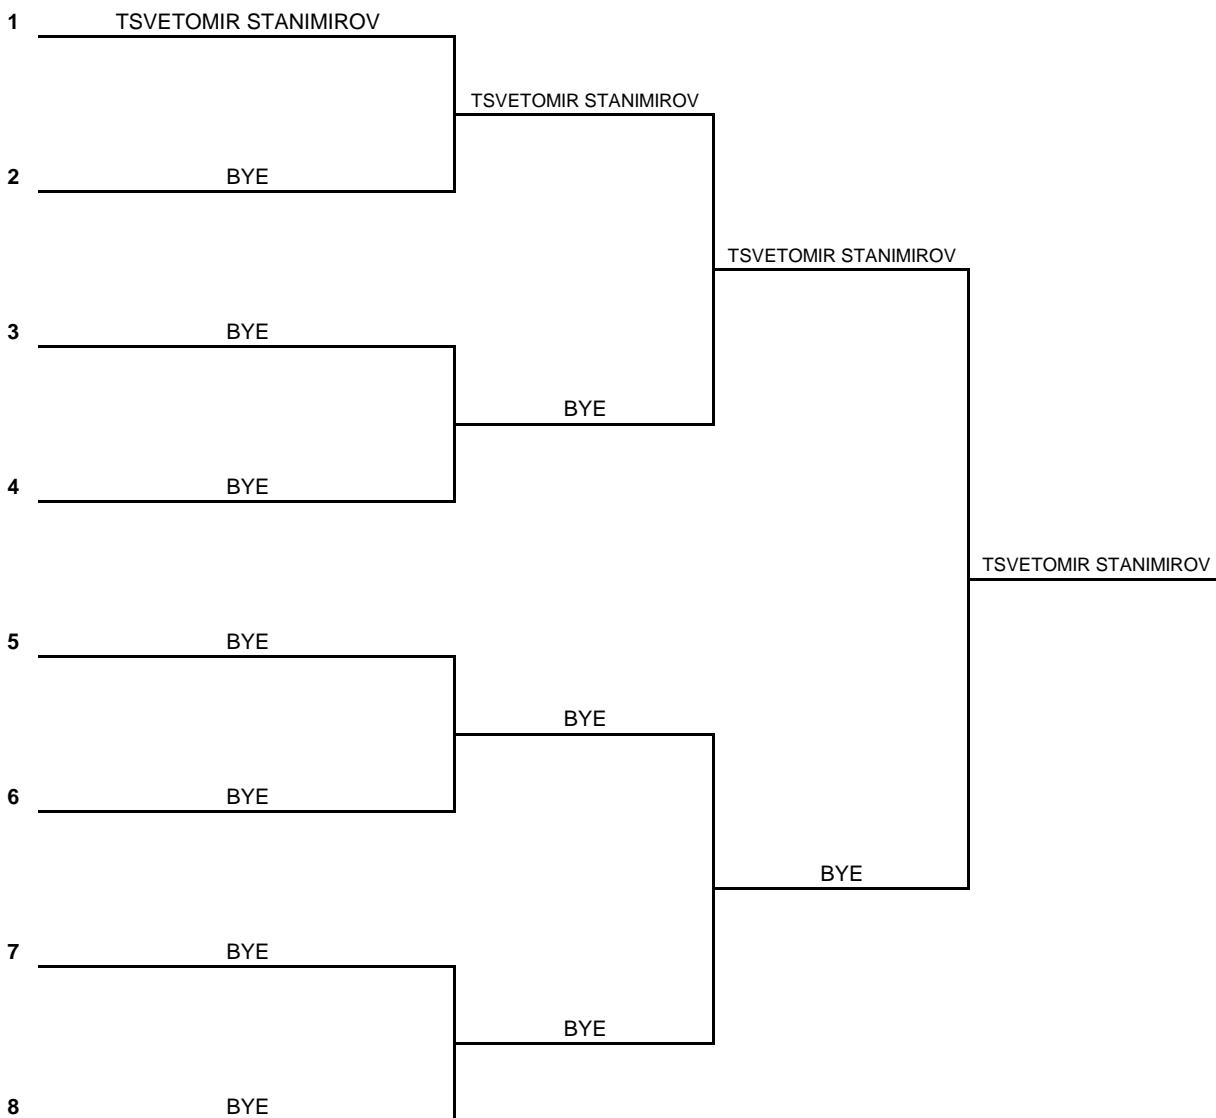 1 TSVETOMIR STANIMIROV
TSVETOMIR STANIMIROV
2 BYE
TSVETOMIR STANIMIROV
3 BYE
BYE
4 BYE
TSVETOMIR STANIMIROV
5 BYE
BYE
6 BYE
BYE
7 BYE
BYE
8 BYE